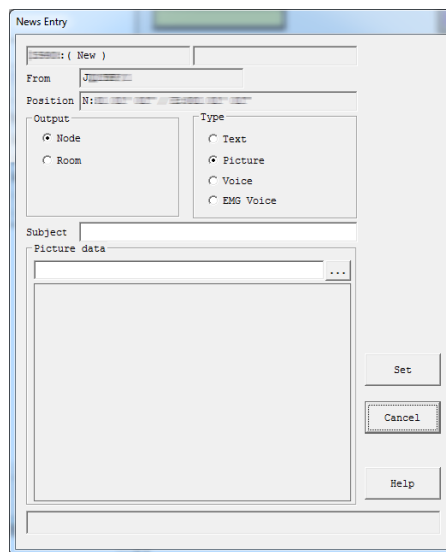 News Entry
:( New )
From J
Position N:
Output
Node
Room
Type
Text
Picture
Voice
EMG Voice
Subject
Picture data
...
Set
Cancel
Help